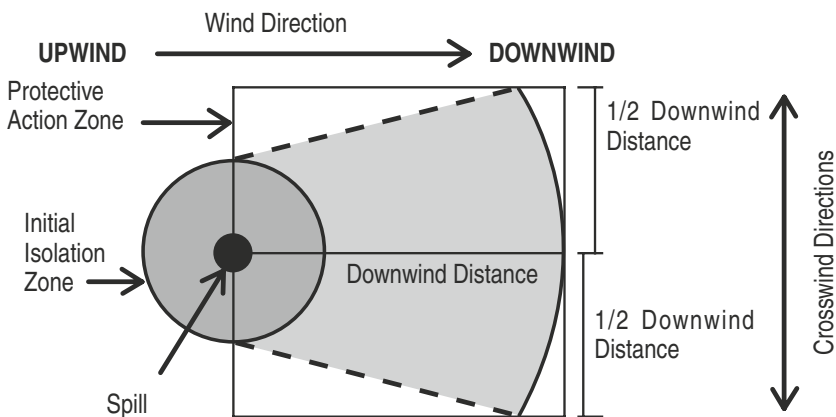 Wind Direction
UPWIND
DOWNWIND
Protective
Action Zone
1/2 Downwind
Distance
Initial
Isolation
Zone
Downwind Distance
1/2 Downwind
Distance
Crosswind Directions
Spill